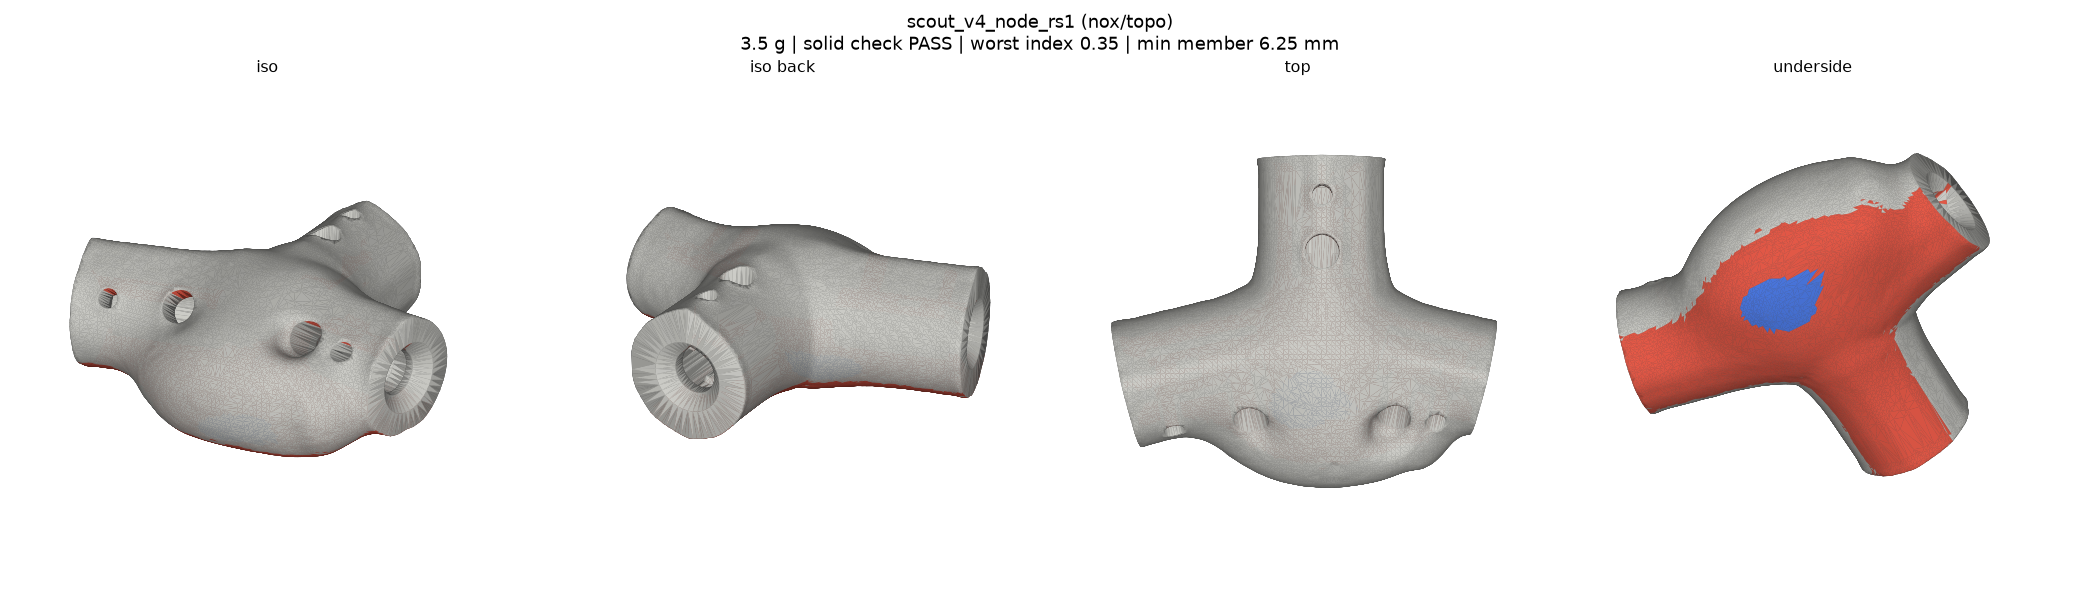 scout_v4_node_rs1 (nox/topo)
3.5 g | solid check PASS | worst index 0.35 | min member 6.25 mm
iso
iso back
top
underside